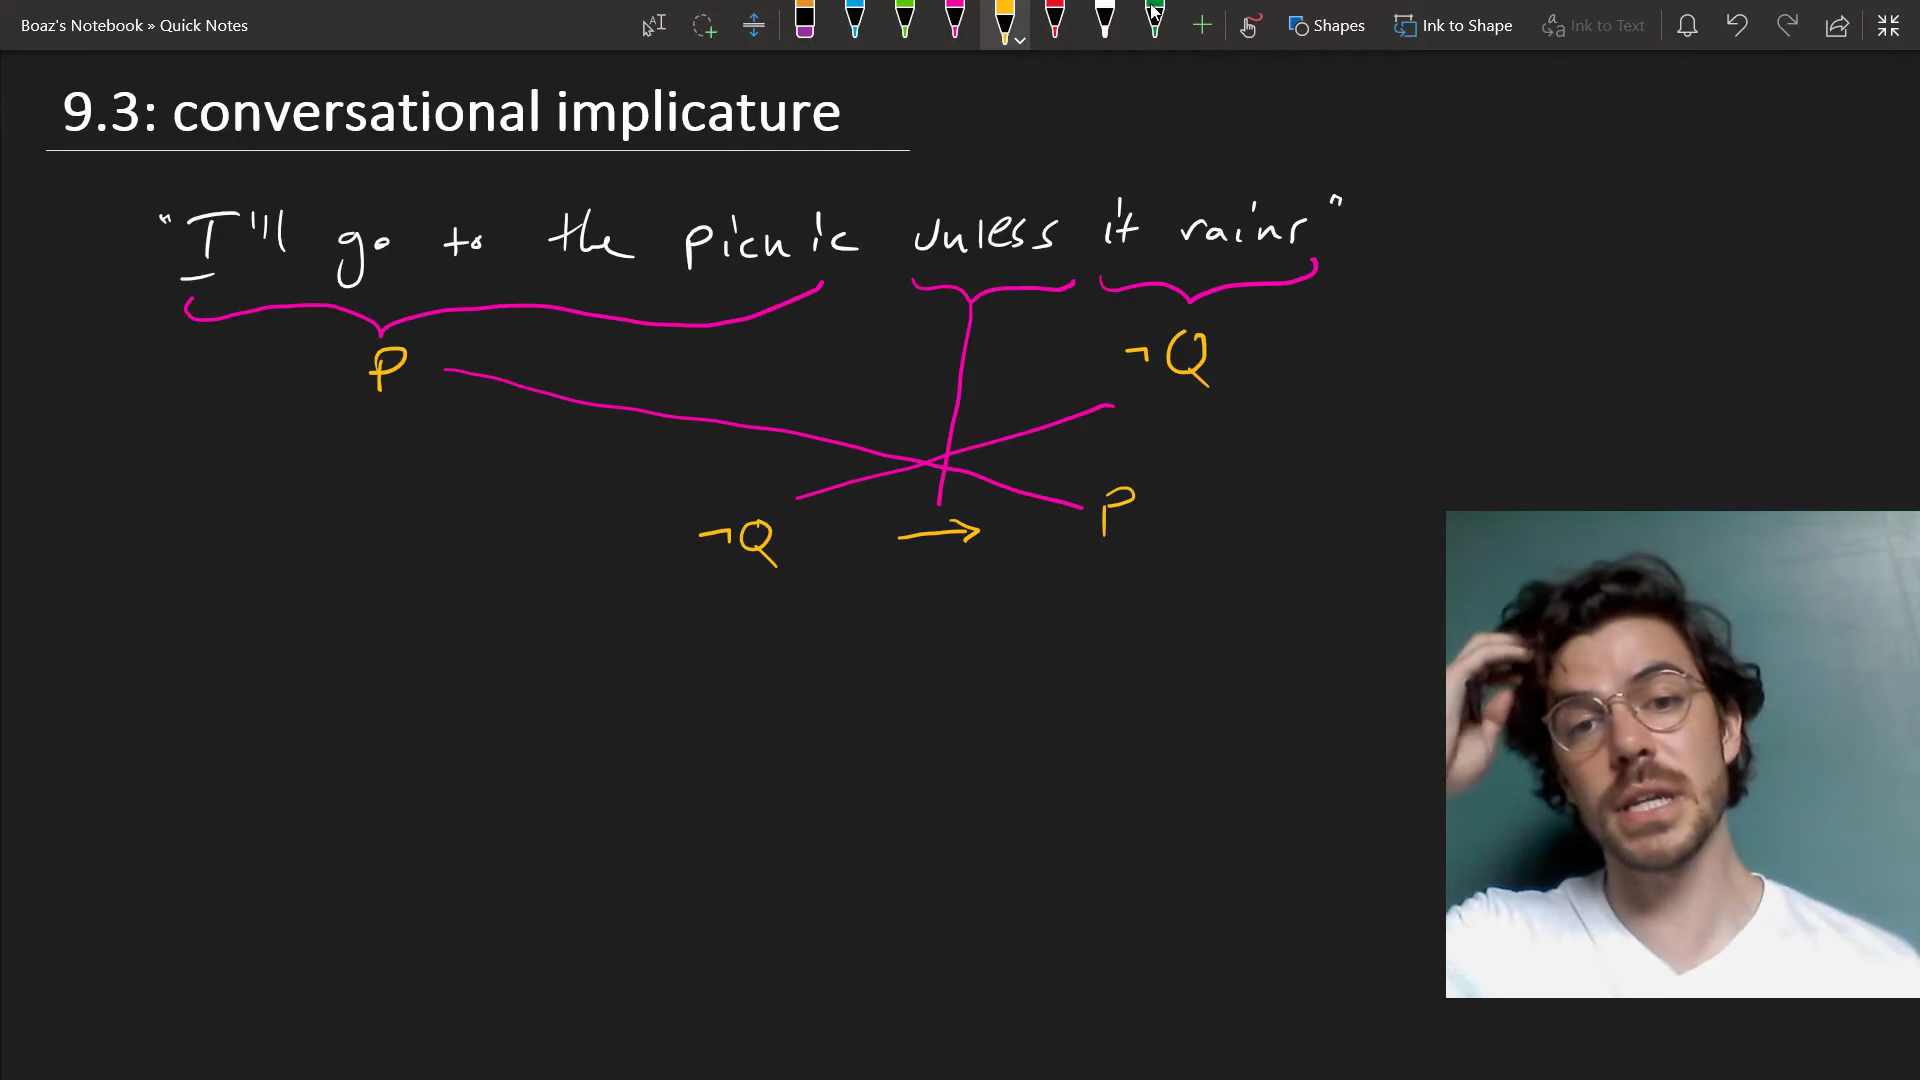 Boaz's Notebook » Quick Notes
Shapes
Ink to Shape
Ink to Text
9.3: conversational implicature
"I'll go to the picnic unless it rains"
P
¬Q
¬Q → P